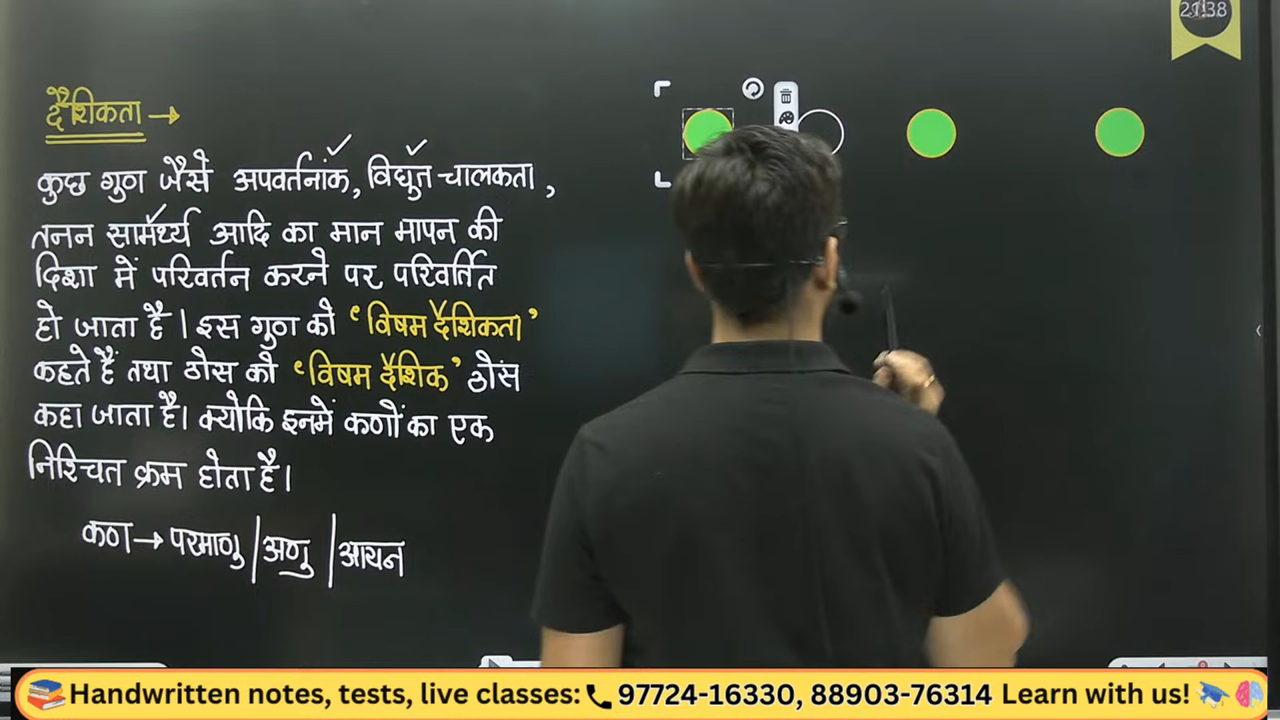 21:38
दैशिकता →
कुछ गुण जैसे अपवर्तनांक, विद्युत चालकता,
तनन सामर्थ्य आदि का मान मापन की
दिशा में परिवर्तन करने पर परिवर्तित
हो जाता है। इस गुण को ‘विषम दैशिकता’
कहते हैं तथा ठोस को ‘विषम दैशिक’ ठोस
कहा जाता है। क्योकि इनमें कणों का एक
निश्चित क्रम होता है।
कण → परमाणु | अणु | आयन
Handwritten notes, tests, live classes: 97724-16330, 88903-76314 Learn with us!